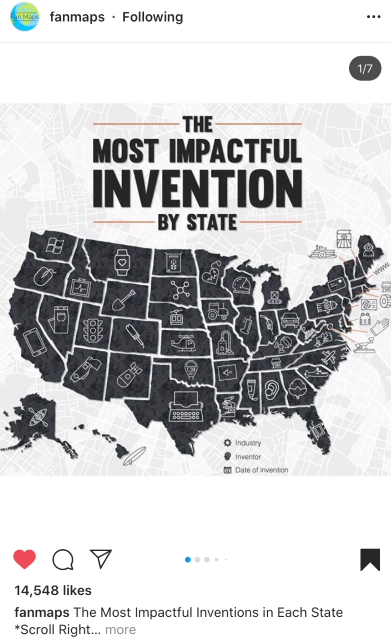 Fan Maps
fanmaps · Following
1/7
THE
MOST IMPACTFUL
INVENTION
BY STATE
www.
Industry
Inventor
Date of invention
14,548 likes
fanmaps The Most Impactful Inventions in Each State
*Scroll Right... more